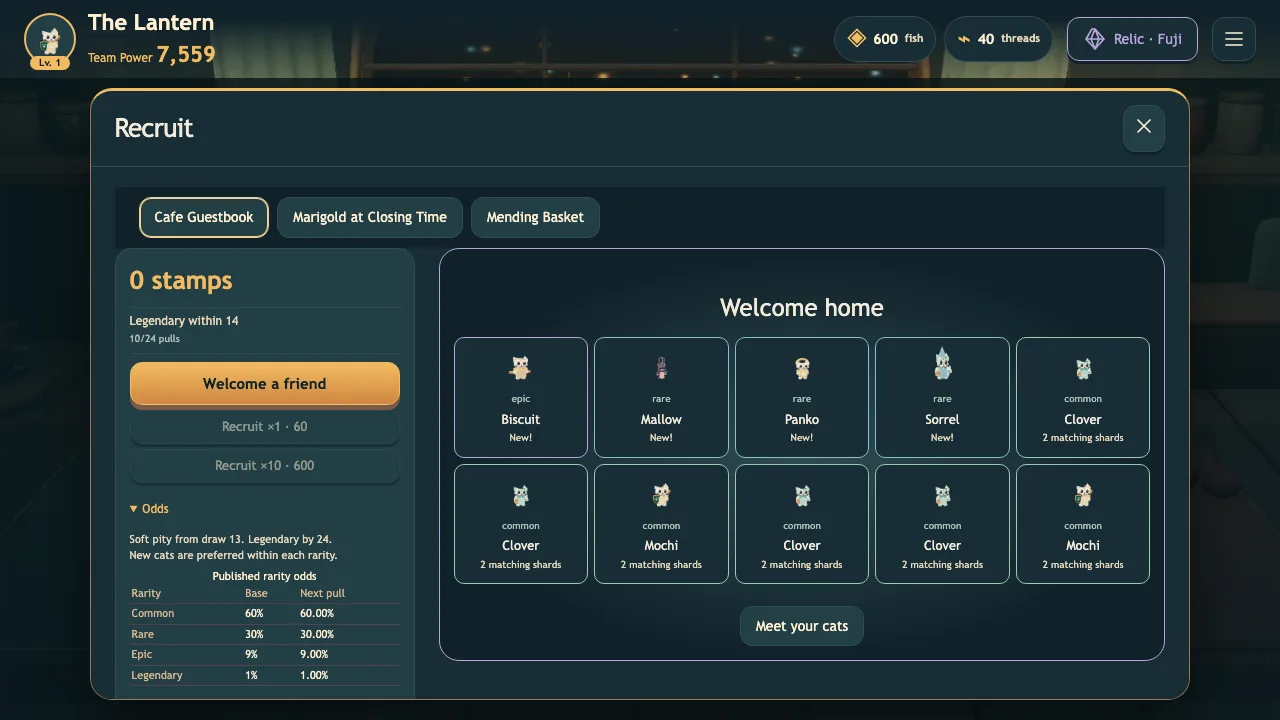 The Lantern
Team Power 7,559
Lv. 1
600 fish
40 threads
Relic · Fuji
Recruit
Cafe Guestbook
Marigold at Closing Time
Mending Basket
0 stamps
Legendary within 14
10/24 pulls
Welcome a friend
Recruit ×1 · 60
Recruit ×10 · 600
▼ Odds
Soft pity from draw 13. Legendary by 24.
New cats are preferred within each rarity.
Published rarity odds
Rarity Base Next pull
Common 60% 60.00%
Rare 30% 30.00%
Epic 9% 9.00%
Legendary 1% 1.00%
Welcome home
epic
Biscuit
New!
rare
Mallow
New!
rare
Panko
New!
rare
Sorrel
New!
common
Clover
2 matching shards
common
Clover
2 matching shards
common
Mochi
2 matching shards
common
Clover
2 matching shards
common
Clover
2 matching shards
common
Mochi
2 matching shards
Meet your cats